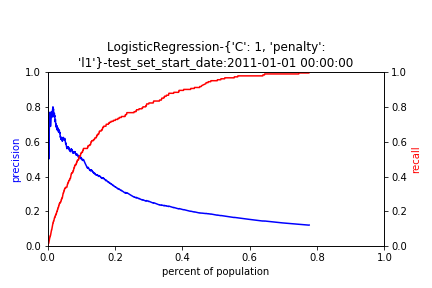 LogisticRegression-{'C': 1, 'penalty':
'l1'}-test_set_start_date:2011-01-01 00:00:00
1.0 1.0
0.8 0.8
0.6 0.6
precision recall
0.4 0.4
0.2 0.2
0.0 0.0
0.0 0.2 0.4 0.6 0.8 1.0
percent of population